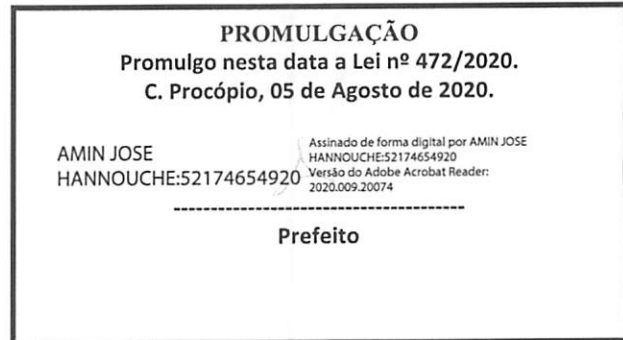 PROMULGAÇÃO
Promulgo nesta data a Lei nº 472/2020.
C. Procópio, 05 de Agosto de 2020.
AMIN JOSE
HANNOUCHE:52174654920
Assinado de forma digital por AMIN JOSE
HANNOUCHE:52174654920
Versão do Adobe Acrobat Reader:
2020.009.20074
----------------------------------------
Prefeito